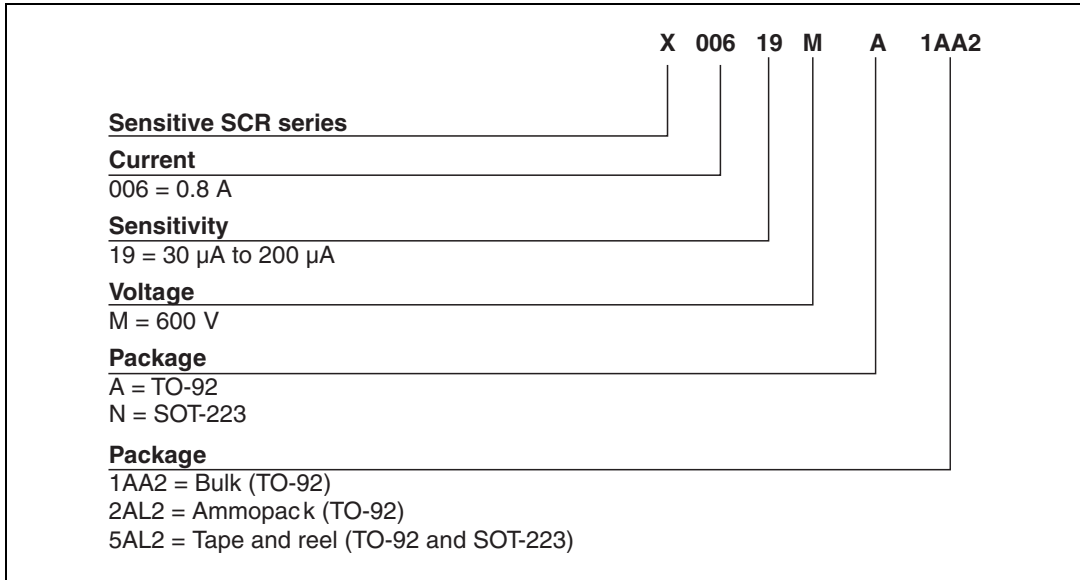 X 006 19 M A 1AA2
Sensitive SCR series
Current
006 = 0.8 A
Sensitivity
19 = 30 µA to 200 µA
Voltage
M = 600 V
Package
A = TO-92
N = SOT-223
Package
1AA2 = Bulk (TO-92)
2AL2 = Ammopack (TO-92)
5AL2 = Tape and reel (TO-92 and SOT-223)